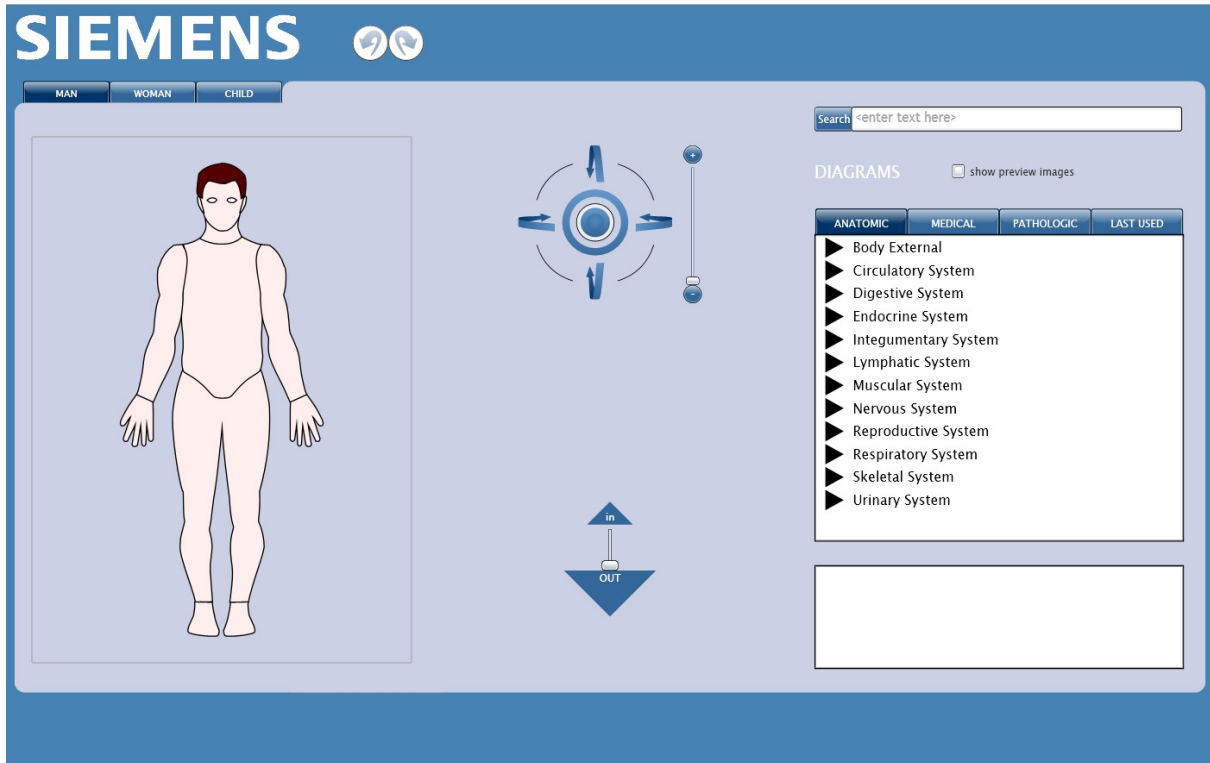 SIEMENS
MAN WOMAN CHILD
Search <enter text here>
DIAGRAMS show preview images
ANATOMIC MEDICAL PATHOLOGIC LAST USED
Body External
Circulatory System
Digestive System
Endocrine System
Integumentary System
Lymphatic System
Muscular System
Nervous System
Reproductive System
Respiratory System
Skeletal System
Urinary System
+
-
in
OUT